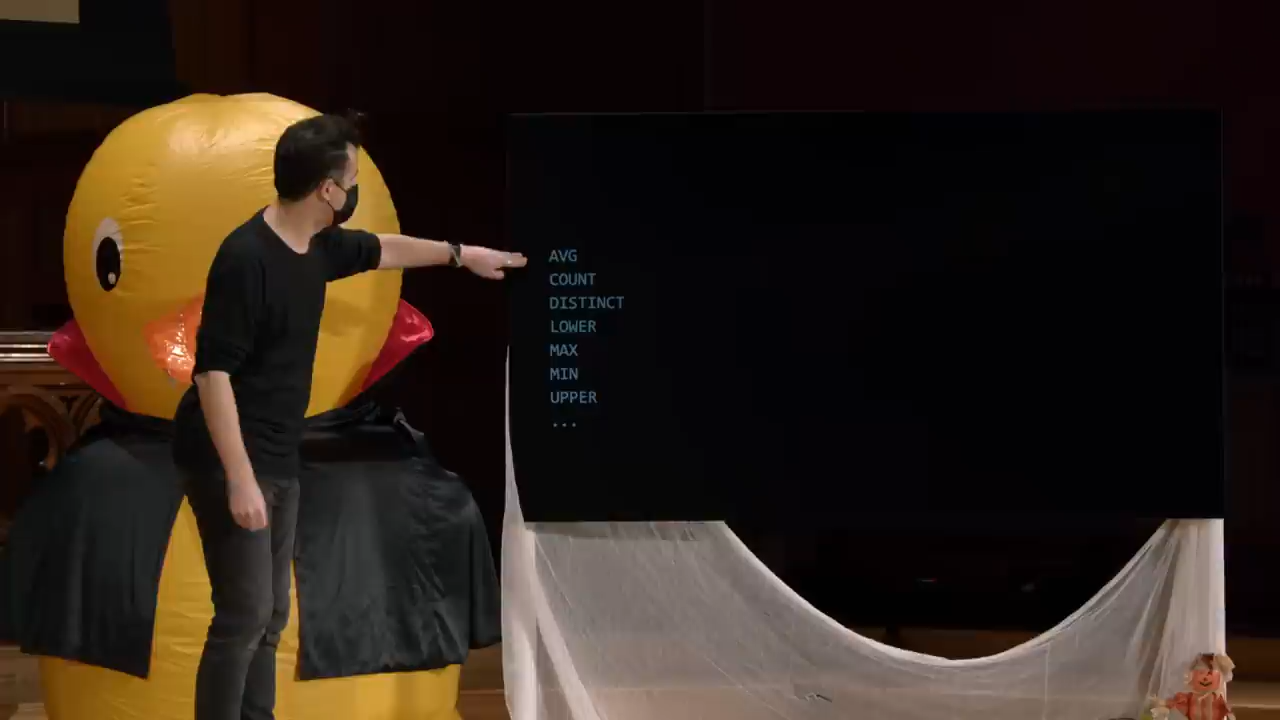 AVG
COUNT
DISTINCT
LOWER
MAX
MIN
UPPER
...